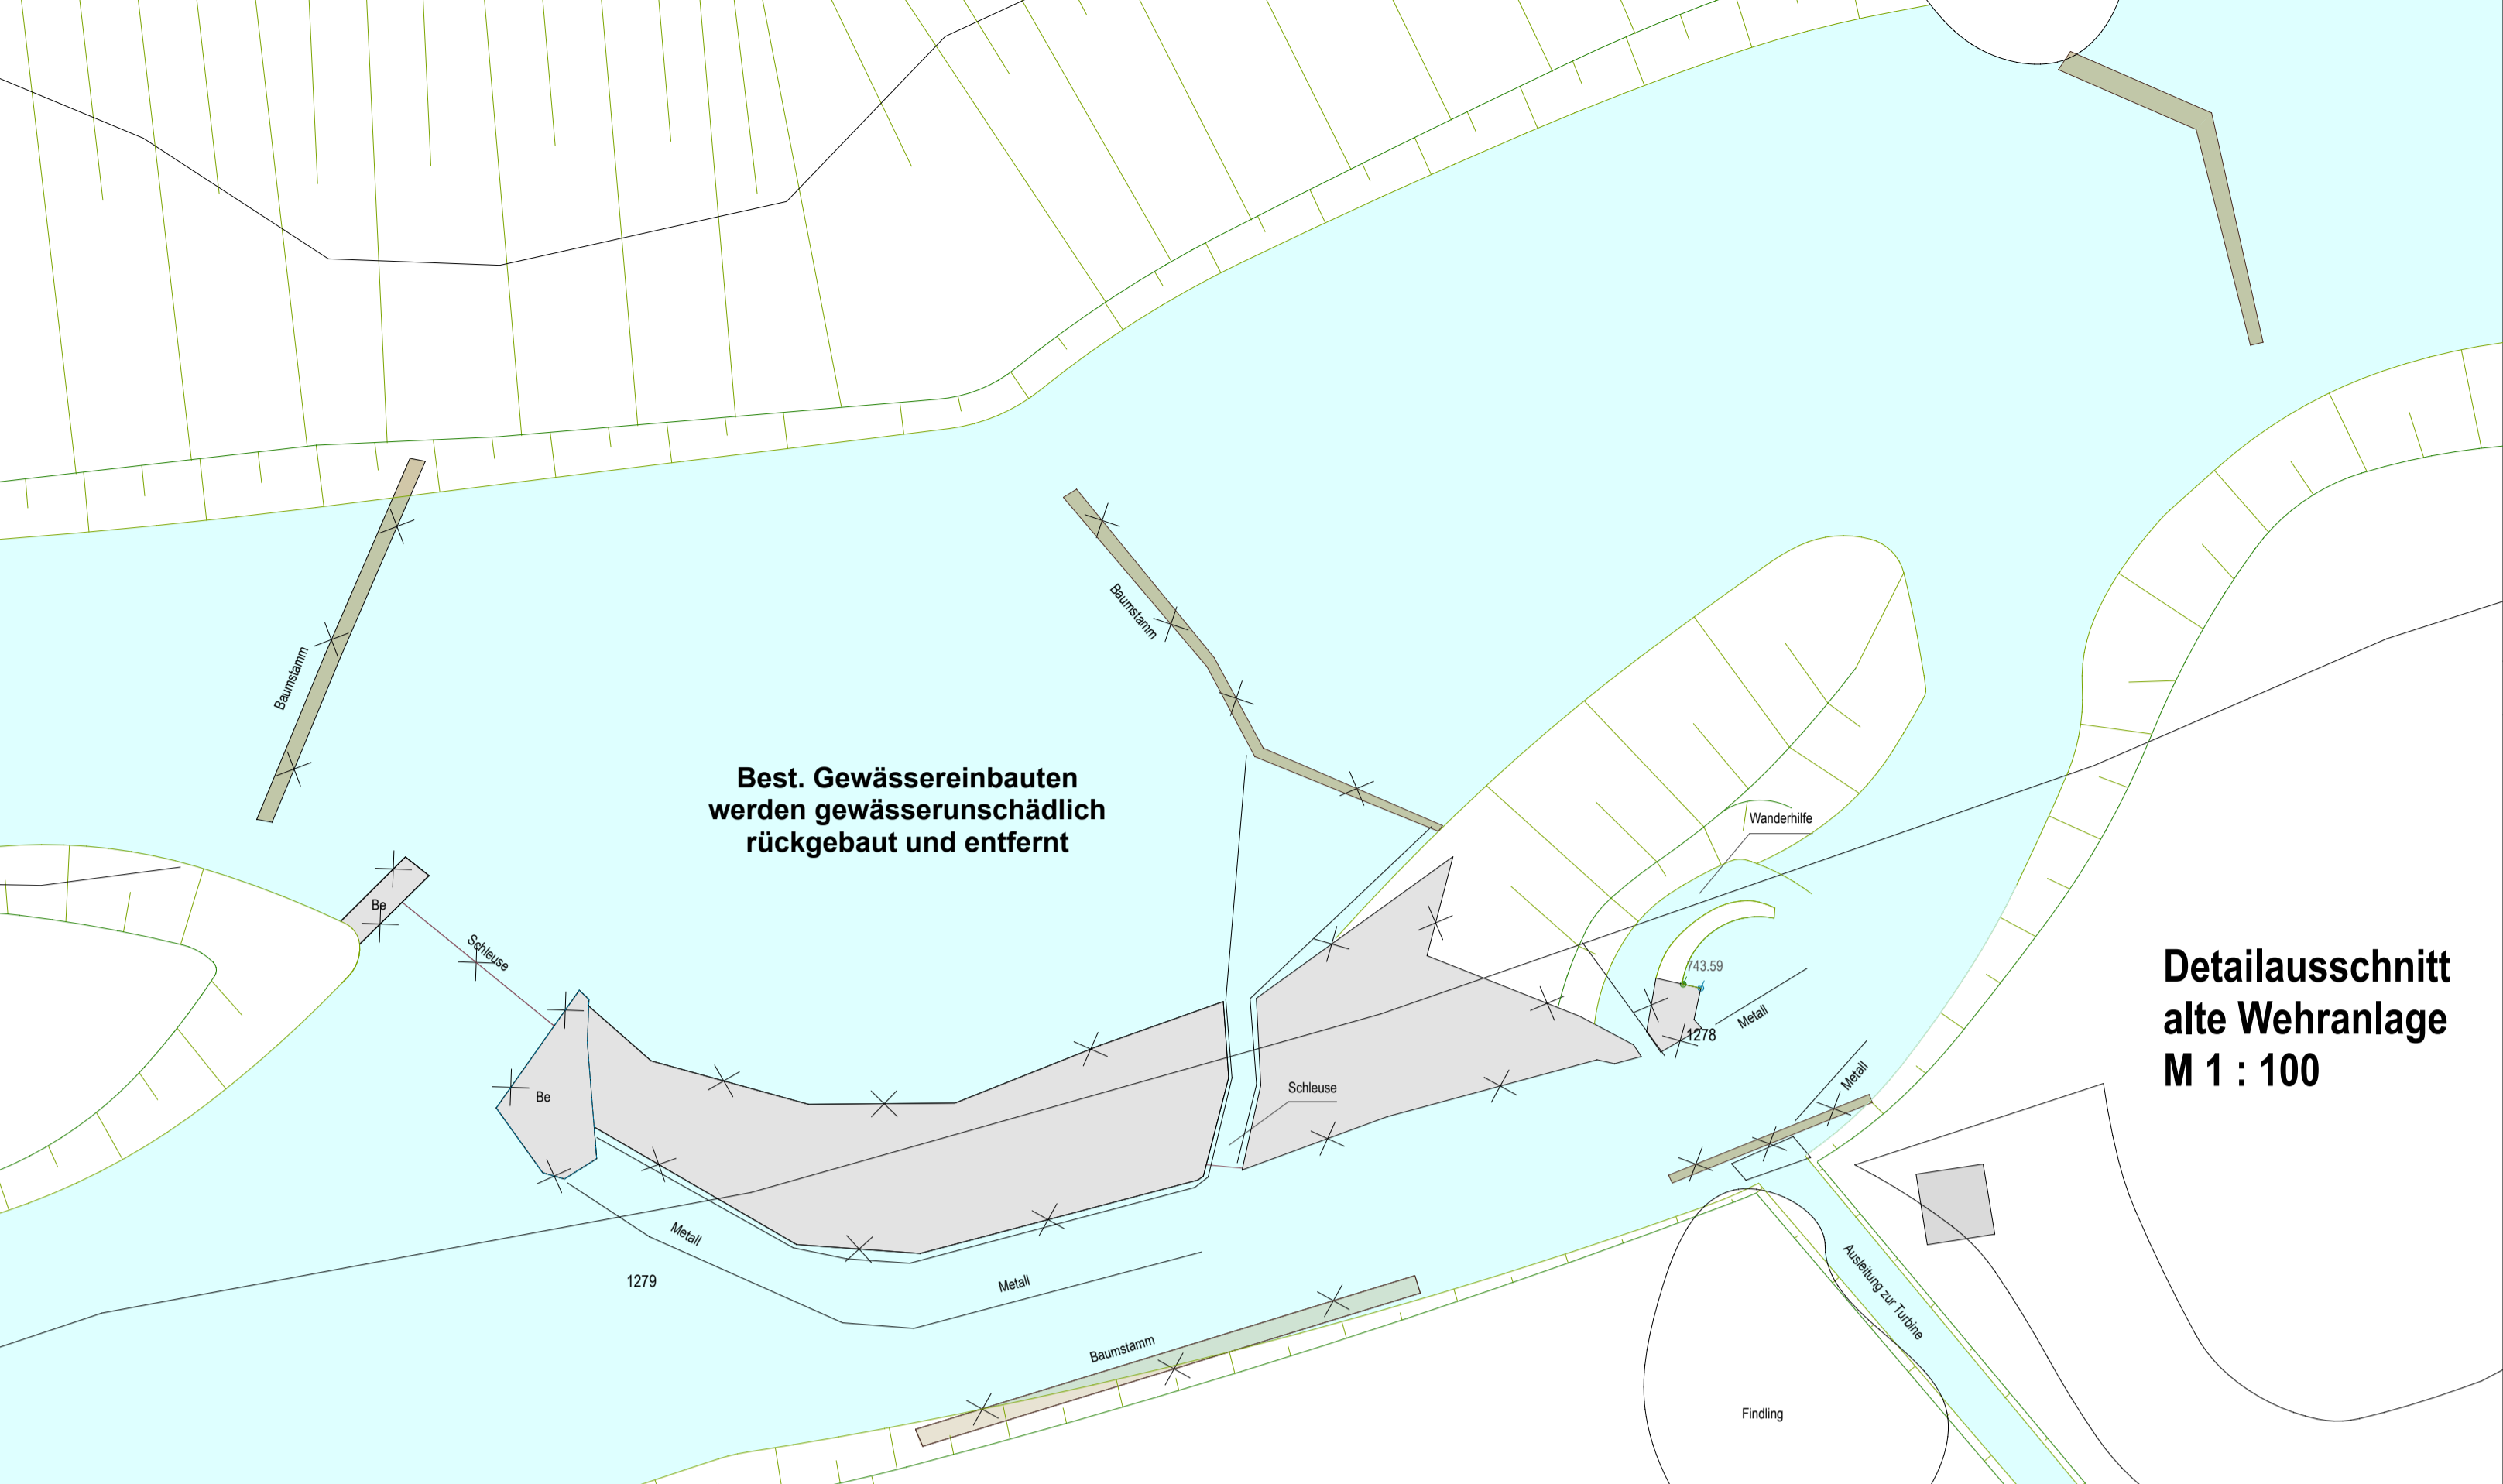 Baumstamm
Baumstamm
Best. Gewässereinbauten
werden gewässerunschädlich
rückgebaut und entfernt
Wanderhilfe
Be
Schleuse
743.59
Metall
1278
Detailausschnitt
alte Wehranlage
M 1 : 100
Be
Schleuse
Metall
Metall
1279
Metall
Baumstamm
Ausleitung zur Turbine
Findling